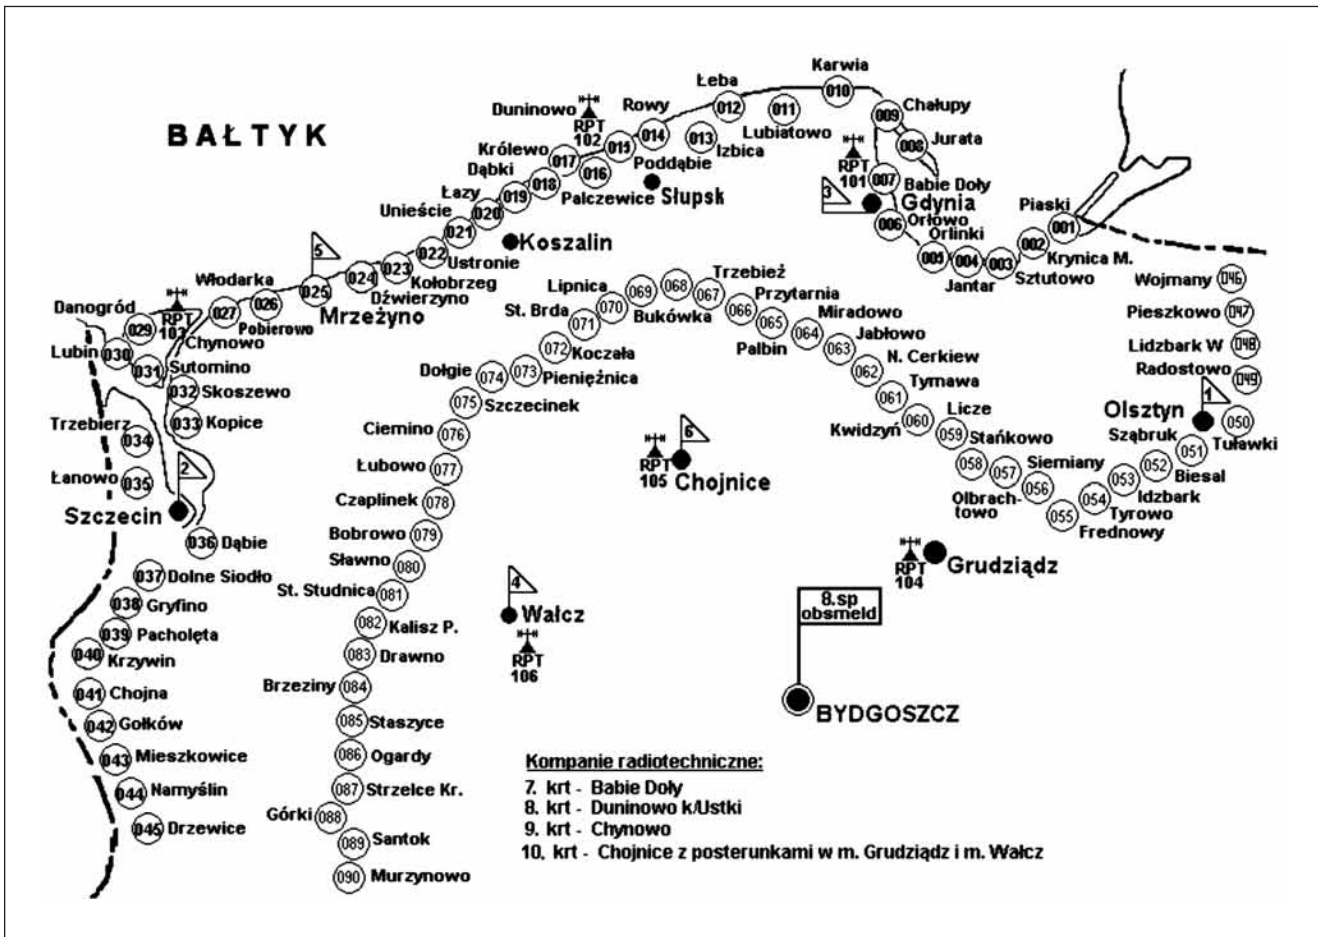 BAŁTYK
Karwia
010
Łeba
012
011
Lubiatowo
Duninowo
RPT
102
Rowy
014
013
Izbica
015
Poddąbie
009
Chałupy
008
Jurata
RPT
101
007
Babie Doły
3
Gdynia
006
Orłowo
Orlinki
005
004
Jantar
003
Sztutowo
002
Krynica M.
Piaski
001
Królewo
017
016
Palczewice
Słupsk
Dąbki
018
Łazy
019
Unieście
020
021
Koszalin
022
Ustronie
5
023
Kołobrzeg
024
Dźwierzyno
025
Mrzeżyno
Włodarka
026
Pobierowo
027
RPT
103
Chynowo
Danogród
029
Lubin
030
031
Sutomino
032
Skoszewo
033
Kopice
Trzebierz
034
Łanowo
035
2
Szczecin
036
Dąbie
037
Dolne Siodło
038
Gryfino
039
Pacholęta
040
Krzywin
041
Chojna
042
Gołków
043
Mieszkowice
044
Namyślin
045
Drzewice
Wojmany
046
Pieszkowo
047
Lidzbark W
048
Radostowo
049
1
Olsztyn
050
Tuławki
Sząbruk
051
Biesal
052
Idzbark
053
Tyrowo
054
Frednowy
055
Siemiany
056
057
Olbrach-
towo
058
Stańkowo
059
Licze
Kwidzyń
060
Tymawa
061
N. Cerkiew
062
Jabłowo
063
Miradowo
064
Palbin
065
Przytarnia
066
Trzebież
067
068
Bukówka
069
Lipnica
070
St. Brda
071
072
Koczała
073
Pieniężnica
Dołgie
074
075
Szczecinek
Ciemino
076
Łubowo
077
Czaplinek
078
Bobrowo
079
Sławno
080
St. Studnica
081
082
Kalisz P.
083
Drawno
Brzeziny
084
085
Staszyce
086
Ogardy
087
Strzelce Kr.
Górki
088
089
Santok
090
Murzynowo
6
RPT
105
Chojnice
RPT
104
Grudziądz
4
Wałcz
RPT
106
8.sp
obsmeld
BYDGOSZCZ
Kompanie radiotechniczne:
7. krt - Babie Doły
8. krt - Duninowo k/Ustki
9. krt - Chynowo
10. krt - Chojnice z posterunkami w m. Grudziądz i m. Wałcz